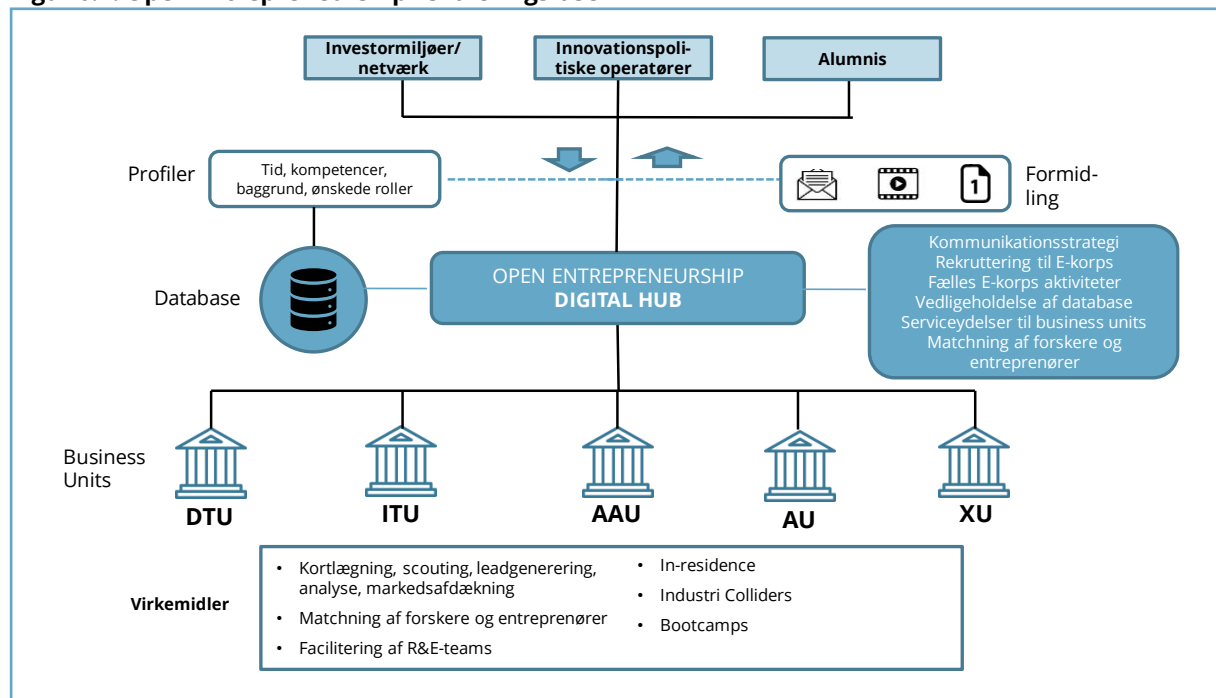 Investormiljøer/
netværk
Innovationspoli-
tiske operatører
Alumnis
Profiler
Tid, kompetencer,
baggrund, ønskede roller
1
Formid-
ling
Database
OPEN ENTREPRENEURSHIP
DIGITAL HUB
Kommunikationsstrategi
Rekruttering til E-korps
Fælles E-korps aktiviteter
Vedligeholdelse af database
Serviceydelser til business units
Matchning af forskere og
entreprenører
Business
Units
DTU
ITU
AAU
AU
XU
Virkemidler
• Kortlægning, scouting, leadgenerering,
analyse, markedsafdækning
• Matchning af forskere og entreprenører
• Facilitering af R&E-teams
• In-residence
• Industri Colliders
• Bootcamps